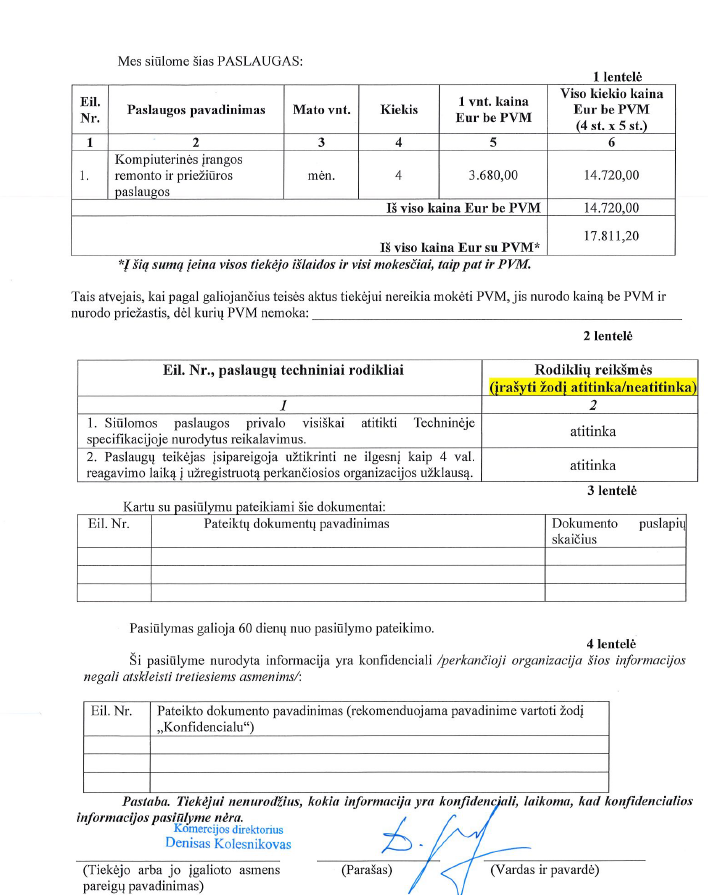 Mes siūlome šias PASLAUGAS:
1 lentelė
Eil. Nr. | Paslaugos pavadinimas | Mato vnt. | Kiekis | 1 vnt. kaina Eur be PVM | Viso kiekio kaina Eur be PVM (4 st. x 5 st.)
1 | 2 | 3 | 4 | 5 | 6
1. | Kompiuterinės įrangos remonto ir priežiūros paslaugos | mėn. | 4 | 3.680,00 | 14.720,00
Iš viso kaina Eur be PVM | 14.720,00
Iš viso kaina Eur su PVM* | 17.811,20
*Į šią sumą įeina visos tiekėjo išlaidos ir visi mokesčiai, taip pat ir PVM.
Tais atvejais, kai pagal galiojančius teisės aktus tiekėjui nereikia mokėti PVM, jis nurodo kainą be PVM ir
nurodo priežastis, dėl kurių PVM nemoka:
2 lentelė
Eil. Nr., paslaugų techniniai rodikliai | Rodiklių reikšmės (įrašyti žodį atitinka/neatitinka)
1 | 2
1. Siūlomos paslaugos privalo visiškai atitikti Techninėje
specifikacijoje nurodytus reikalavimus. | atitinka
2. Paslaugų teikėjas įsipareigoja užtikrinti ne ilgesnį kaip 4 val.
reagavimo laiką į užregistruotą perkančiosios organizacijos užklausą. | atitinka
3 lentelė
Kartu su pasiūlymu pateikiami šie dokumentai:
Eil. Nr. | Pateiktų dokumentų pavadinimas | Dokumento puslapių skaičius
Pasiūlymas galioja 60 dienų nuo pasiūlymo pateikimo.
4 lentelė
Ši pasiūlyme nurodyta informacija yra konfidenciali /perkančioji organizacija šios informacijos
negali atskleisti tretiesiems asmenims/:
Eil. Nr. | Pateikto dokumento pavadinimas (rekomenduojama pavadinime vartoti žodį „Konfidencialu“)
Pastaba. Tiekėjui nenurodžius, kokia informacija yra konfidenciali, laikoma, kad konfidencialios
informacijos pasiūlyme nėra.
Komercijos direktorius
Denisas Kolesnikovas
(Tiekėjo arba jo įgalioto asmens
pareigų pavadinimas)
(Parašas)
(Vardas ir pavardė)